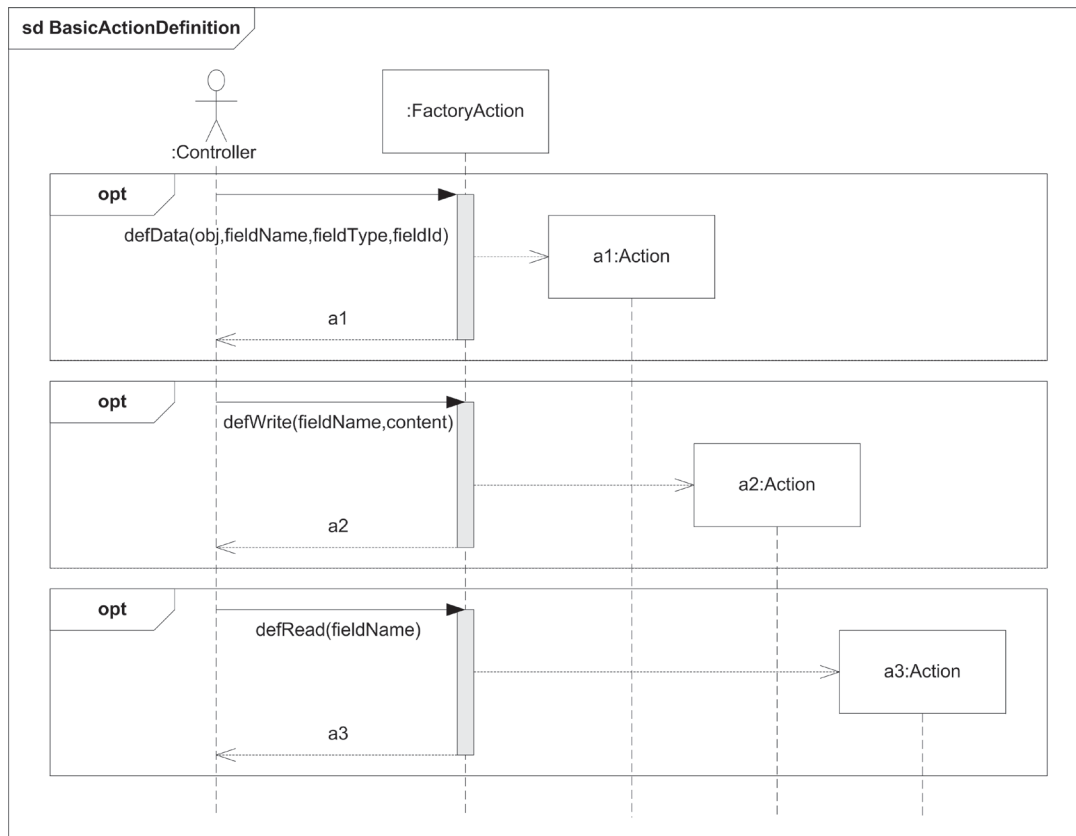 sd BasicActionDefinition
:Controller
:FactoryAction
opt
defData(obj,fieldName,fieldType,fieldId)
a1:Action
a1
opt
defWrite(fieldName,content)
a2:Action
a2
opt
defRead(fieldName)
a3:Action
a3